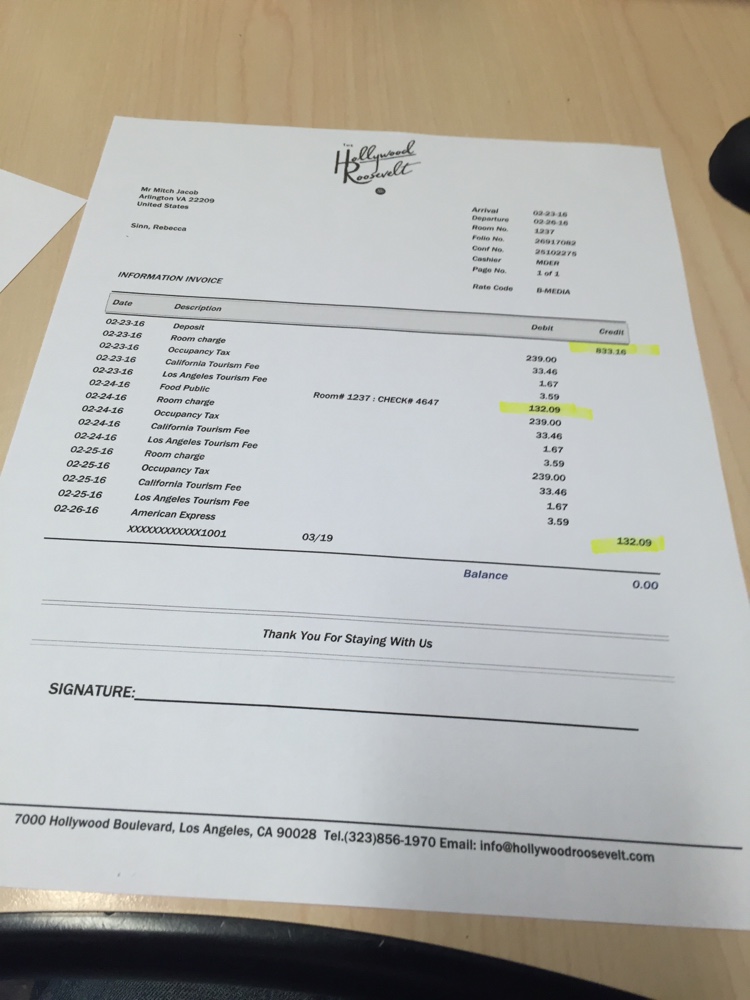 THE
Hollywood
Roosevelt
Mr Mitch Jacob
Arlington VA 22209
United States
Sinn, Rebecca
Arrival 02-23-16
Departure 02-26-16
Room No. 1237
Folio No. 26917082
Conf No. 25102275
Cashier MDER
Page No. 1 of 1
Rate Code B-MEDIA
INFORMATION INVOICE
Date Description Debit Credit
02-23-16 Deposit 833.16
02-23-16 Room charge 239.00
02-23-16 Occupancy Tax 33.46
02-23-16 California Tourism Fee 1.67
02-23-16 Los Angeles Tourism Fee 3.59
02-24-16 Food Public Room# 1237 : CHECK# 4647 132.09
02-24-16 Room charge 239.00
02-24-16 Occupancy Tax 33.46
02-24-16 California Tourism Fee 1.67
02-24-16 Los Angeles Tourism Fee 3.59
02-25-16 Room charge 239.00
02-25-16 Occupancy Tax 33.46
02-25-16 California Tourism Fee 1.67
02-25-16 Los Angeles Tourism Fee 3.59
02-26-16 American Express 132.09
XXXXXXXXXXXX1001 03/19
Balance 0.00
Thank You For Staying With Us
SIGNATURE:
7000 Hollywood Boulevard, Los Angeles, CA 90028 Tel.(323)856-1970 Email: info@hollywoodroosevelt.com